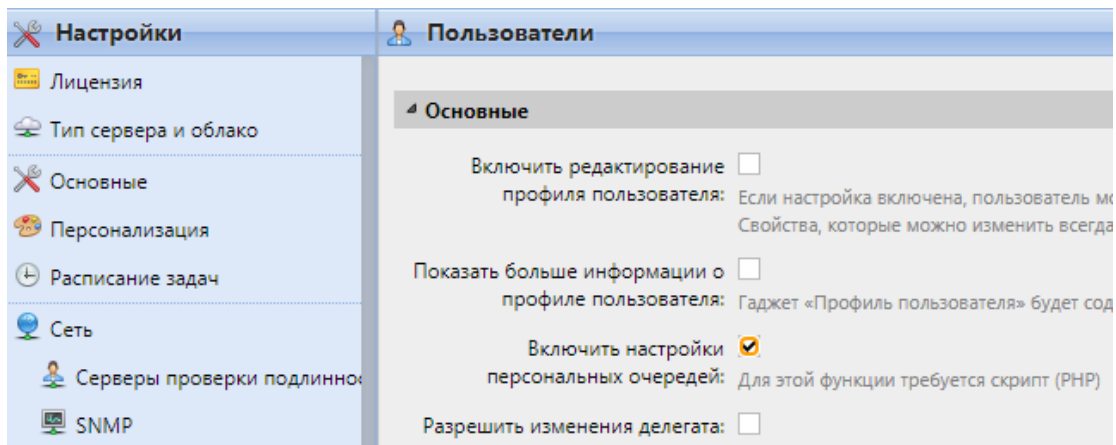 Настройки
Лицензия
Тип сервера и облако
Основные
Персонализация
Расписание задач
Сеть
Серверы проверки подлиннос
SNMP
Пользователи
Основные
Включить редактирование
профиля пользователя:
Если настройка включена, пользователь мо
Свойства, которые можно изменить всегда
Показать больше информации о
профиле пользователя:
Гаджет «Профиль пользователя» будет сод
Включить настройки
персональных очередей:
Для этой функции требуется скрипт (PHP)
Разрешить изменения делегата: